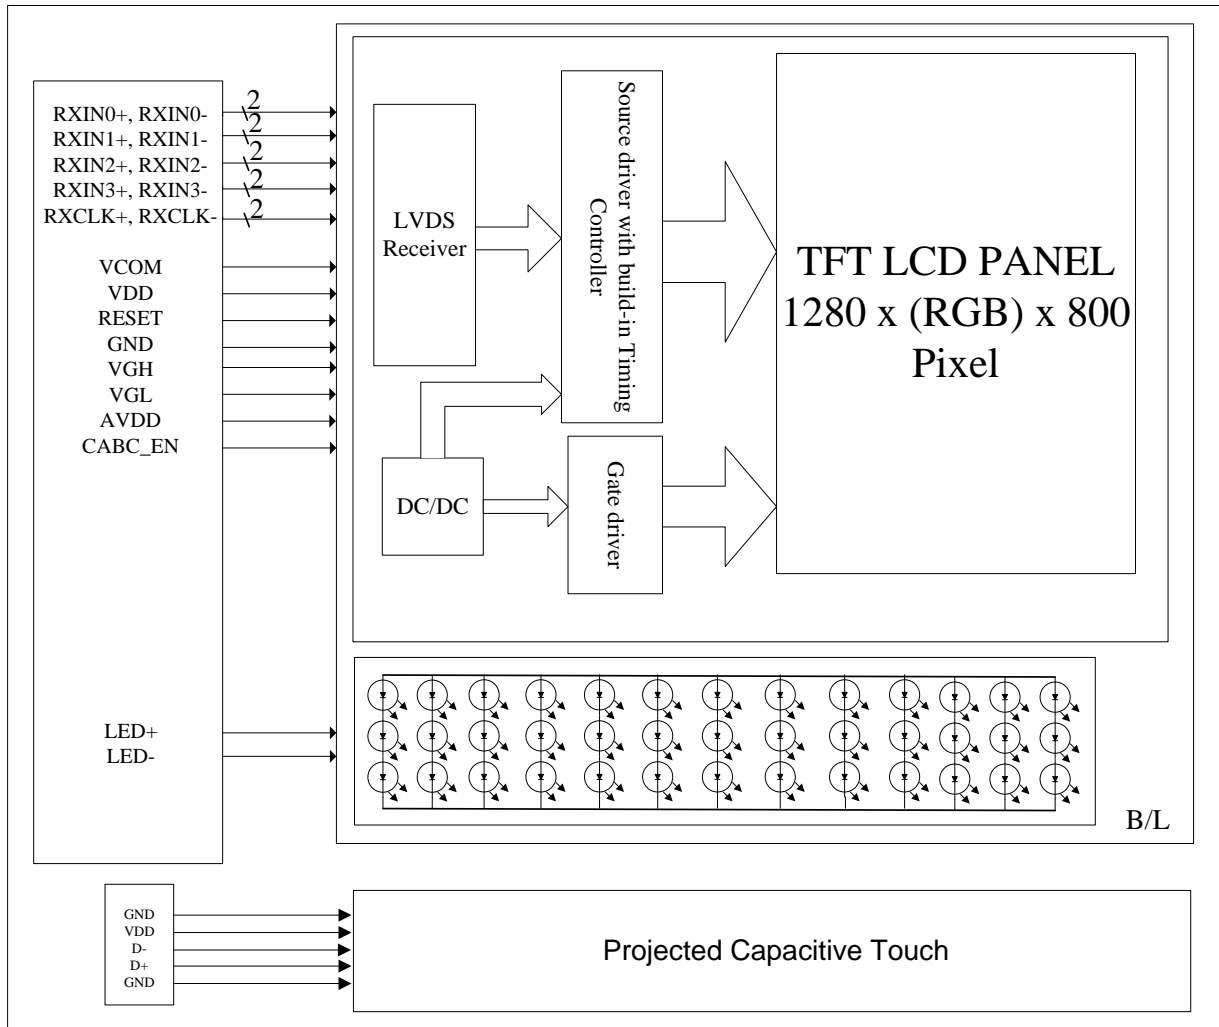 RXIN0+, RXIN0-
2
RXIN1+, RXIN1-
2
RXIN2+, RXIN2-
2
RXIN3+, RXIN3-
2
RXCLK+, RXCLK-
2
VCOM
VDD
RESET
GND
VGH
VGL
AVDD
CABC_EN
LED+
LED-
LVDS
Receiver
Source driver with build-in Timing
Controller
DC/DC
Gate driver
TFT LCD PANEL
1280 x (RGB) x 800
Pixel
B/L
GND
VDD
D-
D+
GND
Projected Capacitive Touch